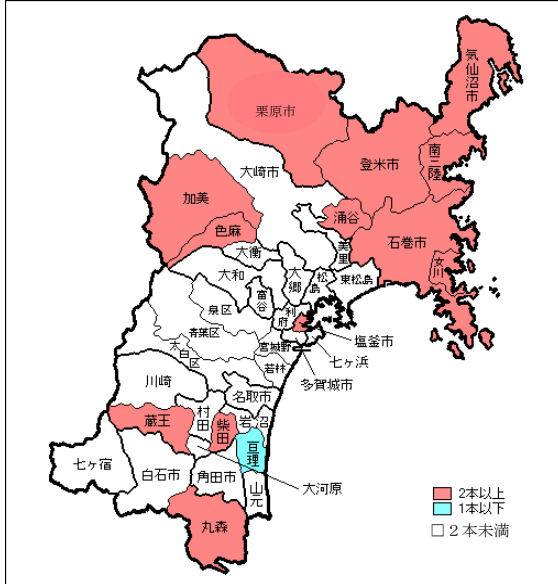 気仙沼市
栗原市
南三陸
登米市
大崎市
加美
涌谷
色麻
石巻市
美里
大衡
女川
大和
大郷
松島
東松島
富谷
泉区
利府
青葉区
塩釜市
宮城野
七ヶ浜
太白区
若林
多賀城市
川崎
名取市
村田
岩沼
蔵王
柴田
亘理
七ヶ宿
白石市
角田市
山元
大河原
丸森
2本以上
1本以下
２本未満